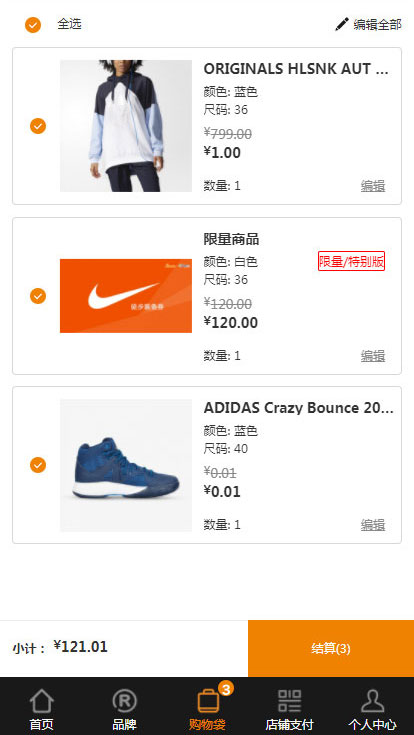 全选
编辑全部
ORIGINALS HLSNK AUT ...
颜色: 蓝色
尺码: 36
¥799.00
¥1.00
数量: 1
编辑
限量商品
颜色: 白色
限量/特别版
尺码: 36
¥120.00
¥120.00
数量: 1
编辑
ADIDAS Crazy Bounce 20...
颜色: 蓝色
尺码: 40
¥0.01
¥0.01
数量: 1
编辑
小计： ¥121.01
结算(3)
3
R
首页
品牌
购物袋
店铺支付
个人中心